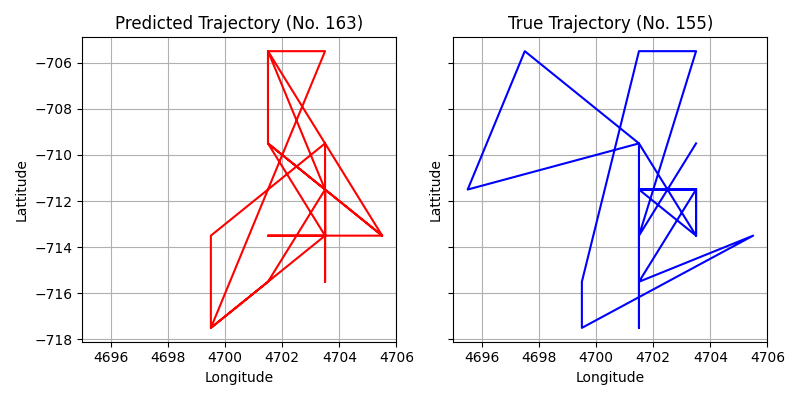 Predicted Trajectory (No. 163)
True Trajectory (No. 155)
Lattitude
−706
−708
−710
−712
−714
−716
−718
4696 4698 4700 4702 4704 4706
Longitude
Lattitude
4696 4698 4700 4702 4704 4706
Longitude